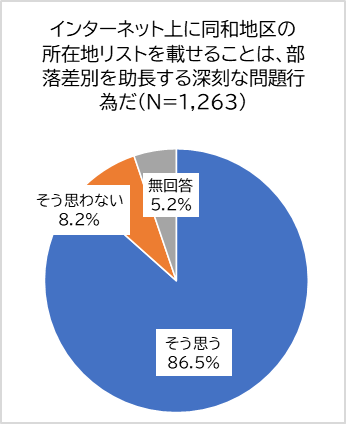 インターネット上に同和地区の
所在地リストを載せることは、部
落差別を助長する深刻な問題行
為だ(N=1,263)
無回答
5.2%
そう思わない
8.2%
そう思う
86.5%